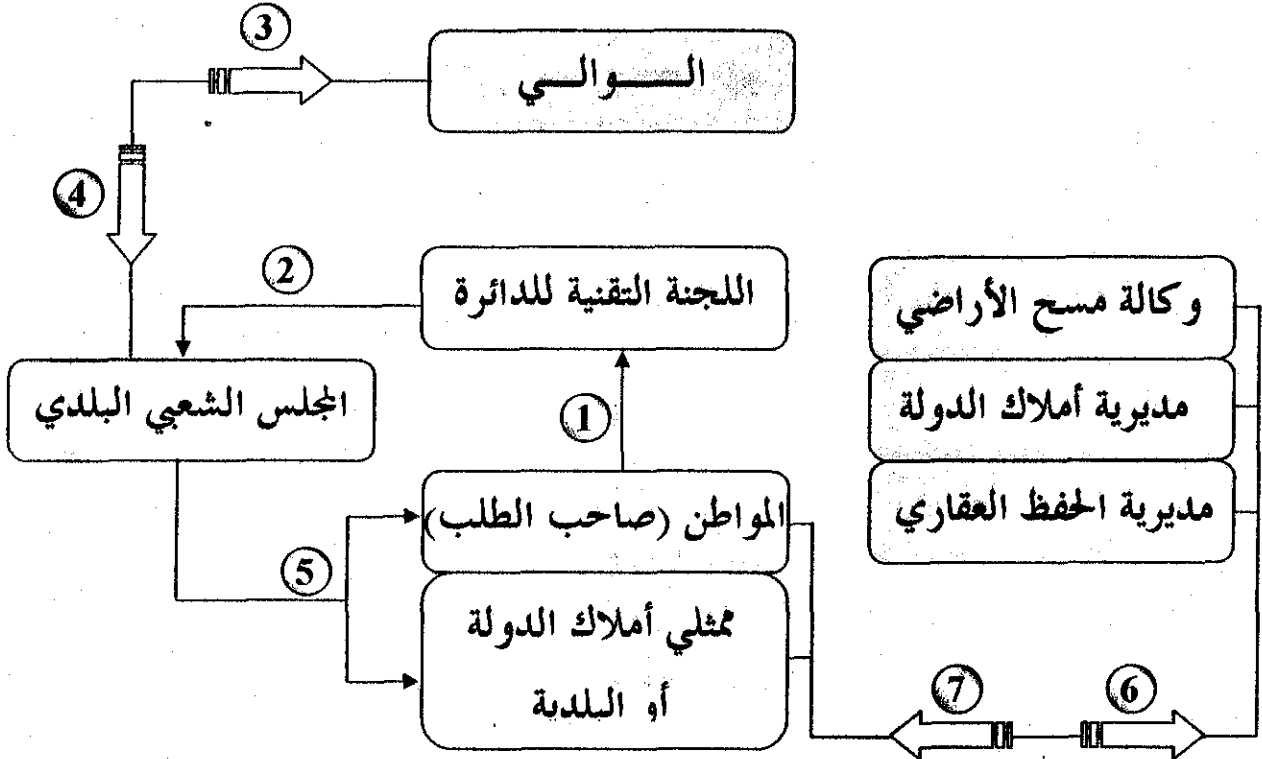 3
الـــــوالـــي
4
2
اللجنة التقنية للدائرة
وكالة مسح الأراضي
المجلس الشعبي البلدي
1
مديرية أملاك الدولة
المواطن (صاحب الطلب)
مديرية الحفظ العقاري
5
ممثلي أملاك الدولة
أو البلدية
7
6